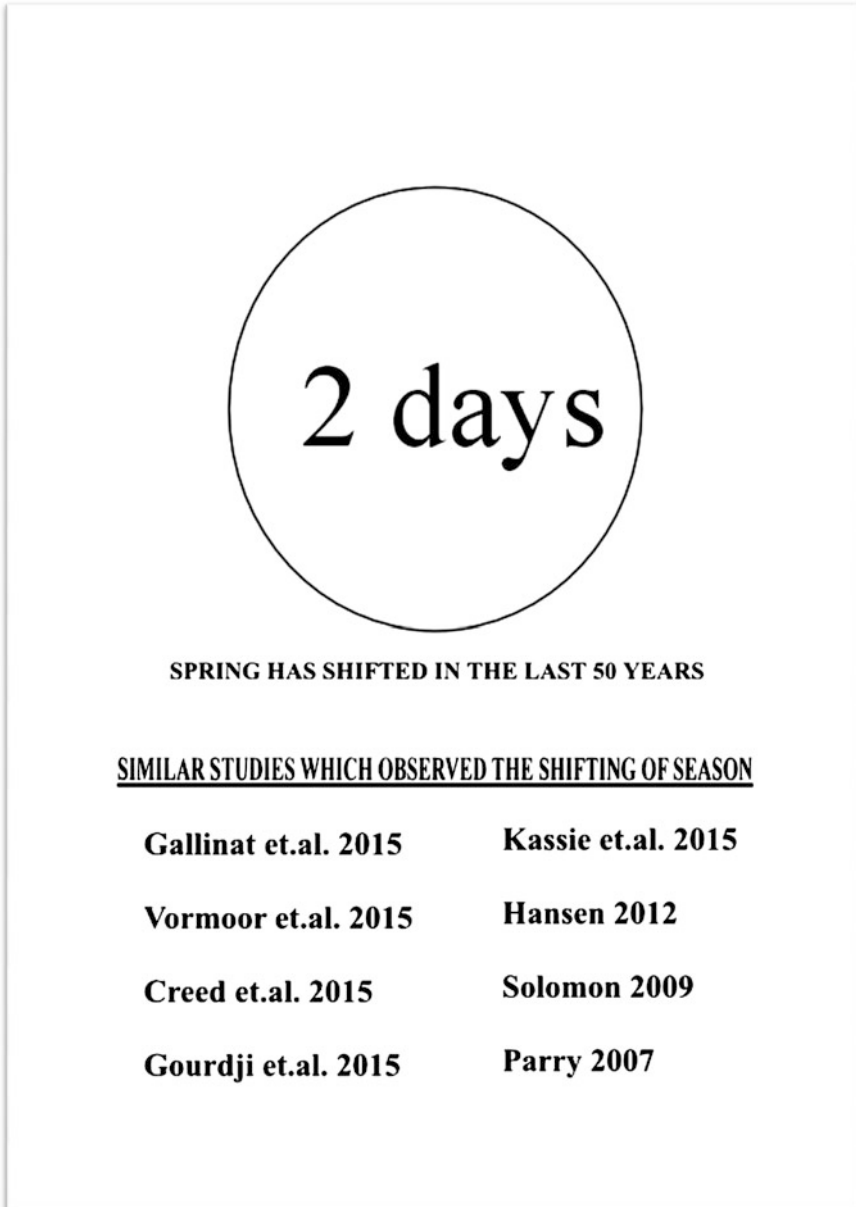 2 days
SPRING HAS SHIFTED IN THE LAST 50 YEARS
SIMILAR STUDIES WHICH OBSERVED THE SHIFTING OF SEASON
Gallinat et.al. 2015
Vormoor et.al. 2015
Creed et.al. 2015
Gourdji et.al. 2015
Kassie et.al. 2015
Hansen 2012
Solomon 2009
Parry 2007